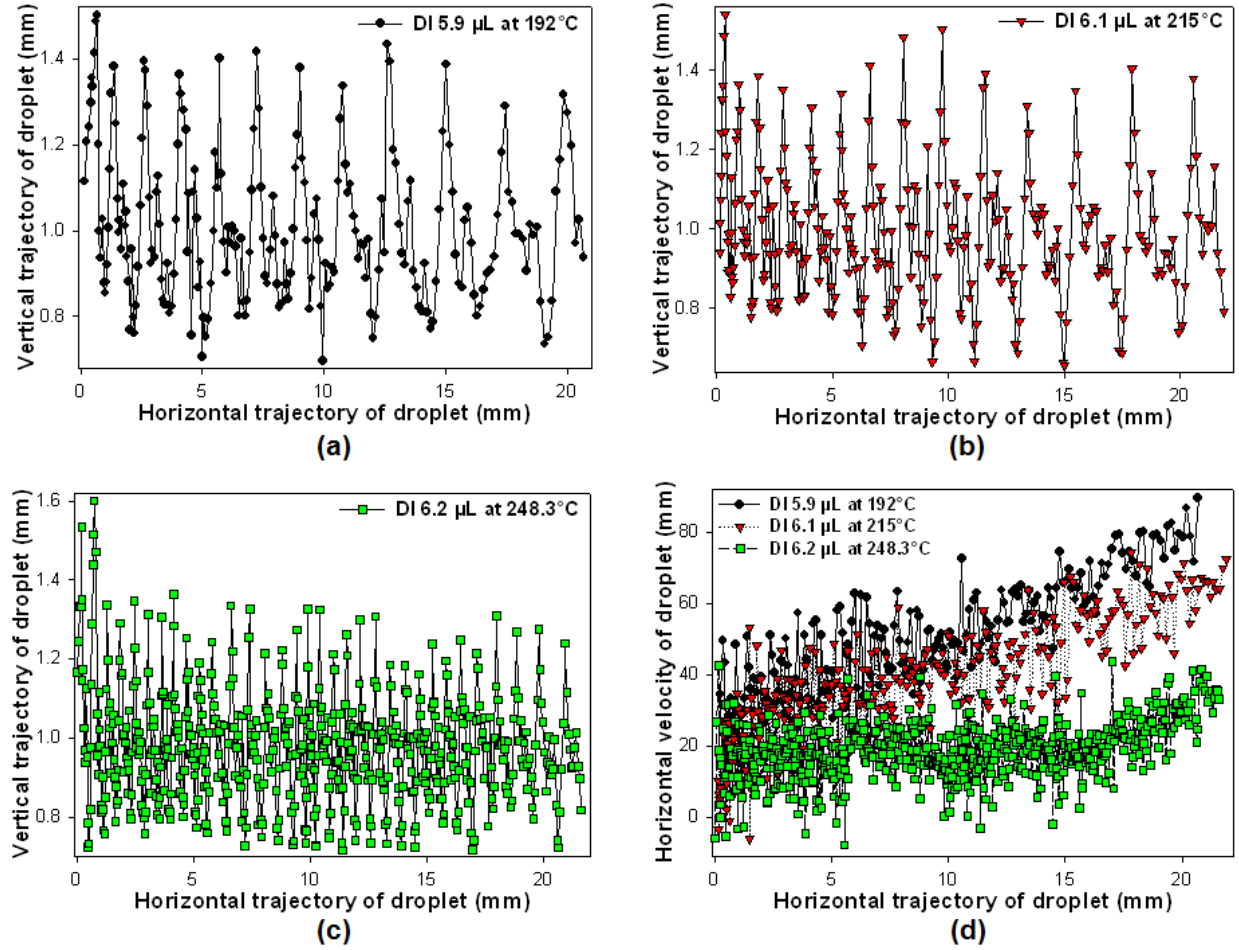 DI 5.9 µL at 192°C
Vertical trajectory of droplet (mm)
1.4
1.2
1.0
0.8
0 5 10 15 20
Horizontal trajectory of droplet (mm)
(a)
DI 6.1 µL at 215°C
Vertical trajectory of droplet (mm)
1.4
1.2
1.0
0.8
0 5 10 15 20
Horizontal trajectory of droplet (mm)
(b)
DI 6.2 µL at 248.3°C
Vertical trajectory of droplet (mm)
1.6
1.4
1.2
1.0
0.8
0 5 10 15 20
Horizontal trajectory of droplet (mm)
(c)
DI 5.9 µL at 192°C
DI 6.1 µL at 215°C
DI 6.2 µL at 248.3°C
Horizontal velocity of droplet (mm)
80
60
40
20
0
0 5 10 15 20
Horizontal trajectory of droplet (mm)
(d)